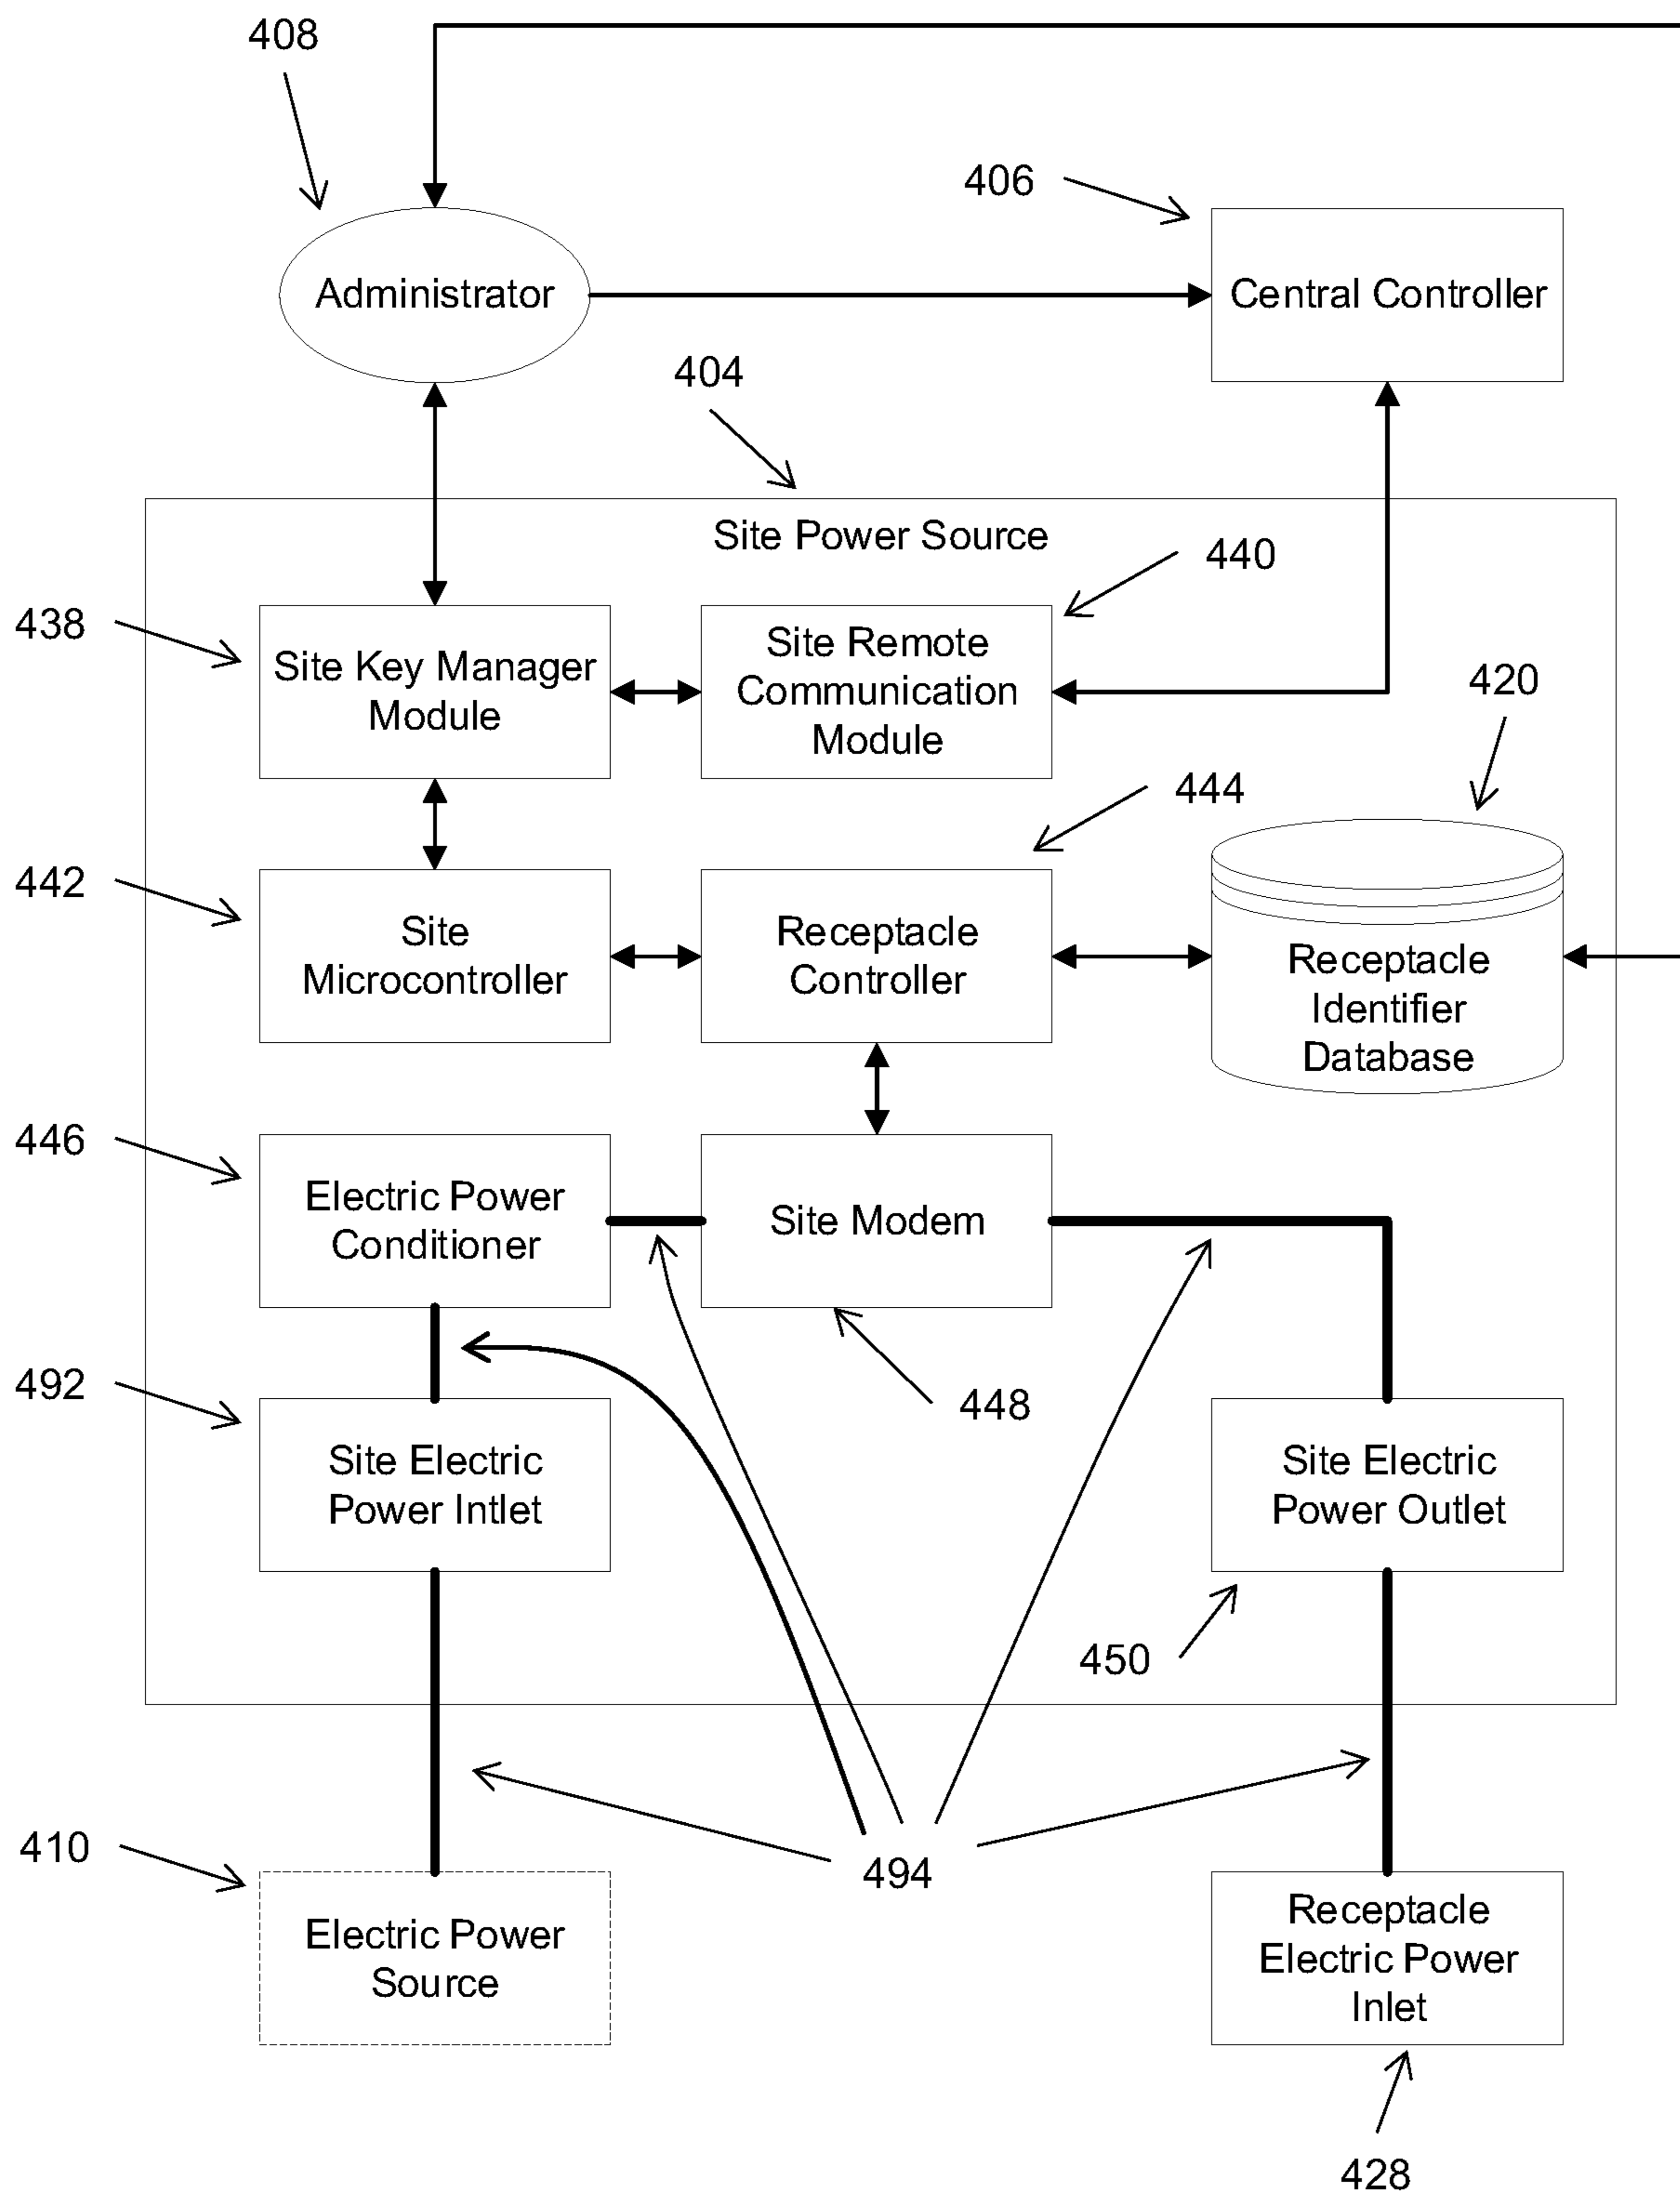 408
406
Administrator
Central Controller
404
Site Power Source
440
438
Site Key Manager
Module
Site Remote
Communication
Module
420
444
442
Site
Microcontroller
Receptacle
Controller
Receptacle
Identifier
Database
446
Electric Power
Conditioner
Site Modem
492
448
Site Electric
Power Intlet
Site Electric
Power Outlet
450
410
494
Electric Power
Source
Receptacle
Electric Power
Inlet
428